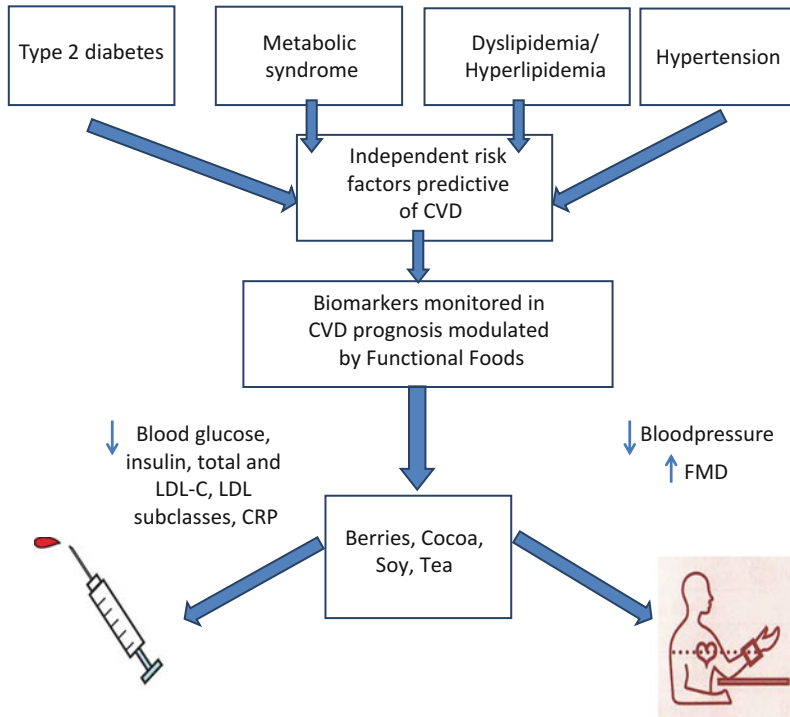 Type 2 diabetes
Metabolic
syndrome
Dyslipidemia/
Hyperlipidemia
Hypertension
Independent risk
factors predictive
of CVD
Biomarkers monitored in
CVD prognosis modulated
by Functional Foods
↓ Blood glucose,
insulin, total and
LDL-C, LDL
subclasses, CRP
↓ Bloodpressure
↑ FMD
Berries, Cocoa,
Soy, Tea